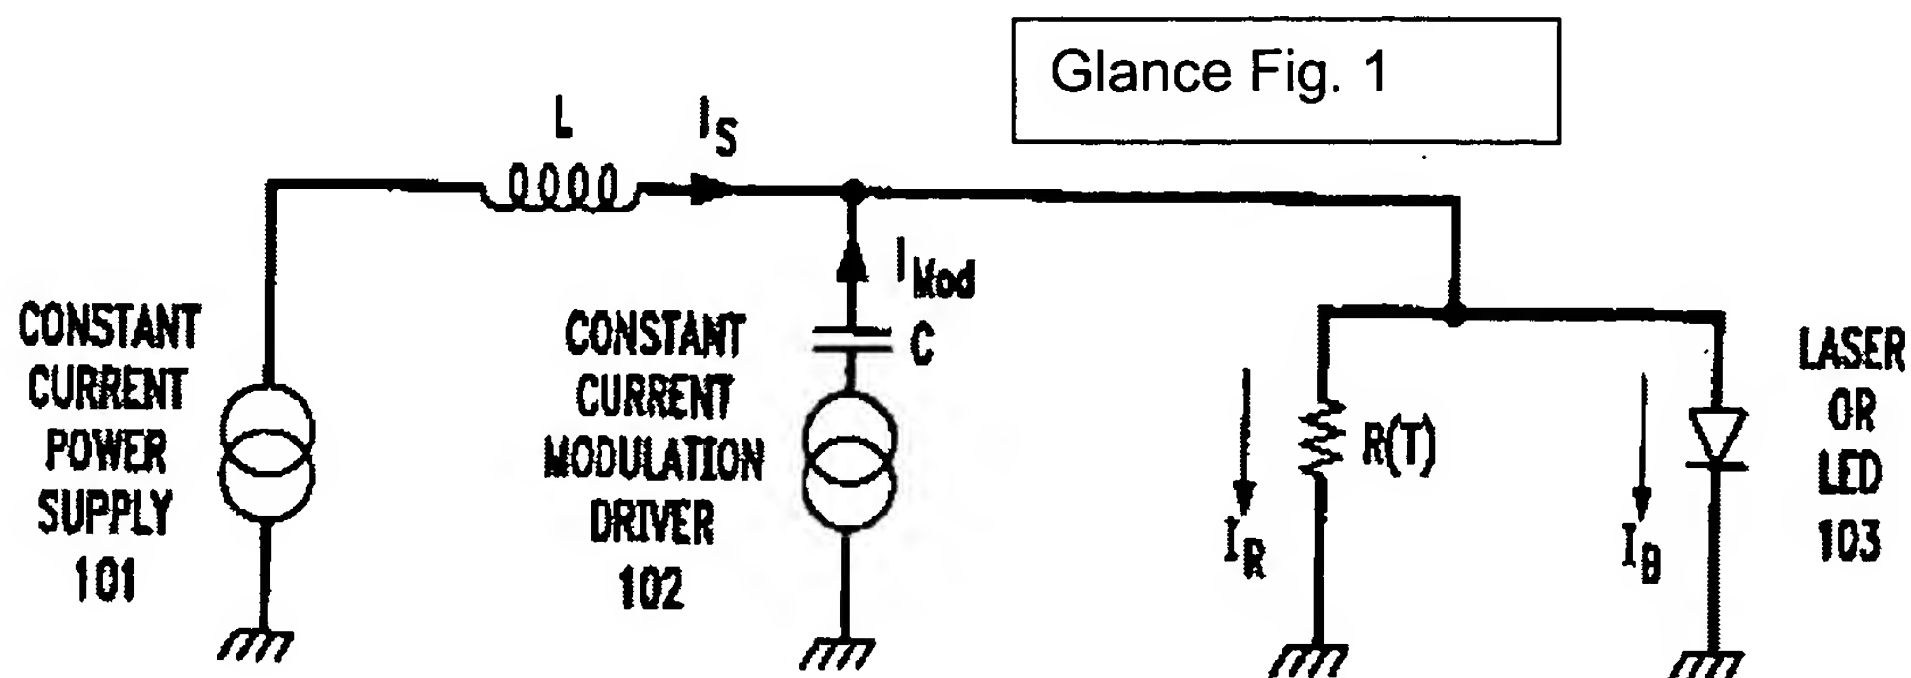 Glance Fig. 1
L
I_S
I_Mod
C
CONSTANT
CURRENT
POWER
SUPPLY
101
CONSTANT
CURRENT
MODULATION
DRIVER
102
I_R
R(T)
I_B
LASER
OR
LED
103